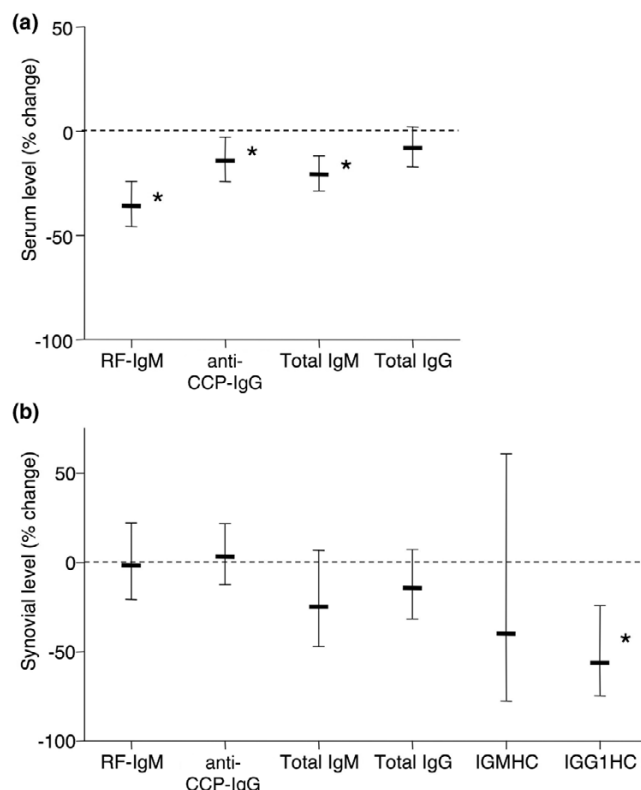 (a)
50
0
-50
-100
Serum level (% change)
*
*
*
RF-IgM
anti-
CCP-IgG
Total IgM
Total IgG
(b)
50
0
-50
-100
Synovial level (% change)
*
RF-IgM
anti-
CCP-IgG
Total IgM
Total IgG
IGMHC
IGG1HC